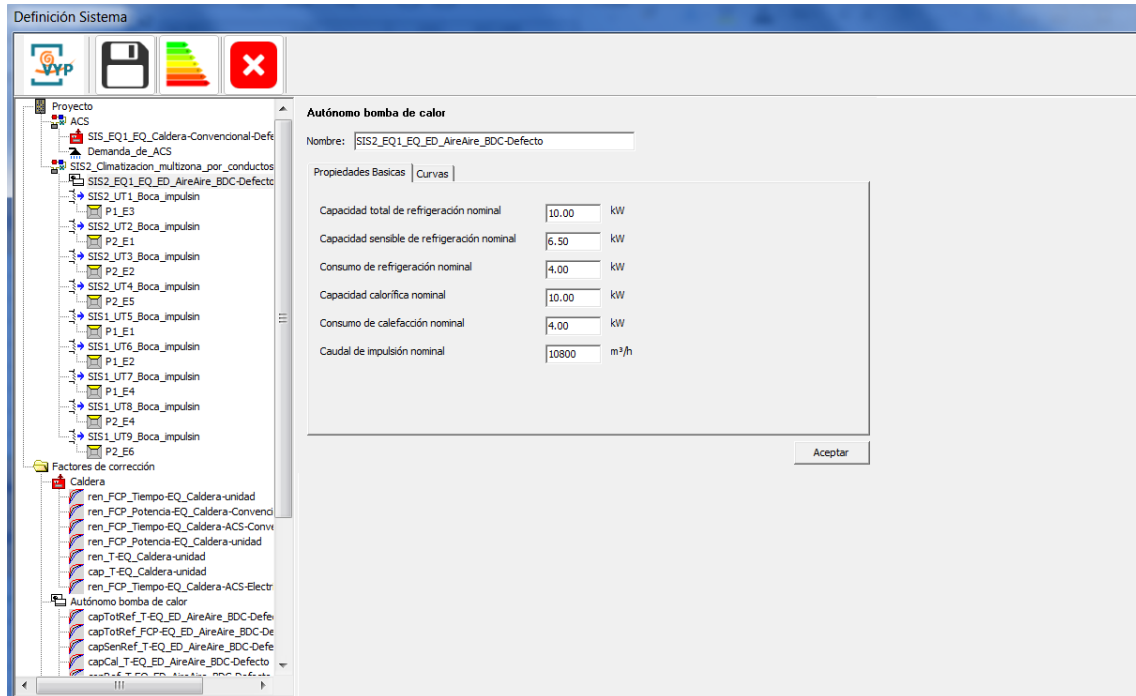 Definición Sistema
VYP
Proyecto
ACS
SIS_EQ1_EQ_Caldera-Convencional-Defe
Demanda_de_ACS
SIS2_Climatizacion_multizona_por_conductos
SIS2_EQ1_EQ_ED_AireAire_BDC-Defecto
SIS2_UT1_Boca_impulsin
P1_E3
SIS2_UT2_Boca_impulsin
P2_E1
SIS2_UT3_Boca_impulsin
P2_E2
SIS2_UT4_Boca_impulsin
P2_E5
SIS1_UT5_Boca_impulsin
P1_E1
SIS1_UT6_Boca_impulsin
P1_E2
SIS1_UT7_Boca_impulsin
P1_E4
SIS1_UT8_Boca_impulsin
P2_E4
SIS1_UT9_Boca_impulsin
P2_E6
Factores de corrección
Caldera
ren_FCP_Tiempo-EQ_Caldera-unidad
ren_FCP_Potencia-EQ_Caldera-Convenci
ren_FCP_Tiempo-EQ_Caldera-ACS-Conve
ren_FCP_Potencia-EQ_Caldera-unidad
ren_T-EQ_Caldera-unidad
cap_T-EQ_Caldera-unidad
ren_FCP_Tiempo-EQ_Caldera-ACS-Electr
Autónomo bomba de calor
capTotRef_T-EQ_ED_AireAire_BDC-Defe
capTotRef_FCP-EQ_ED_AireAire_BDC-De
capSenRef_T-EQ_ED_AireAire_BDC-Defe
capCal_T-EQ_ED_AireAire_BDC-Defecto
Autónomo bomba de calor
Nombre: SIS2_EQ1_EQ_ED_AireAire_BDC-Defecto
Propiedades Basicas Curvas
Capacidad total de refrigeración nominal 10.00 kW
Capacidad sensible de refrigeración nominal 6.50 kW
Consumo de refrigeración nominal 4.00 kW
Capacidad calorífica nominal 10.00 kW
Consumo de calefacción nominal 4.00 kW
Caudal de impulsión nominal 10800 m³/h
Aceptar